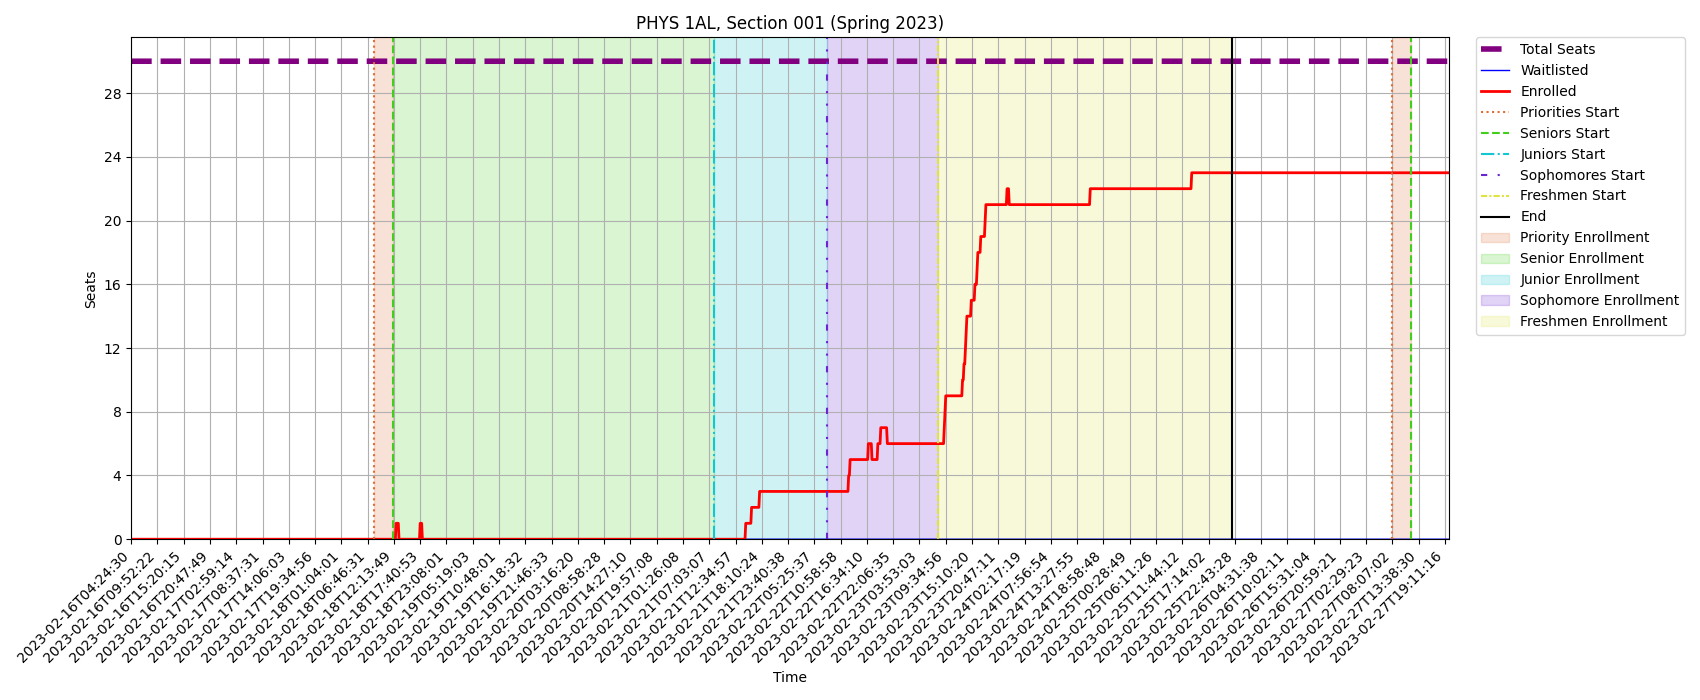 PHYS 1AL, Section 001 (Spring 2023)
Seats
28
24
20
16
12
8
4
0
2023-02-16T04:24:30
2023-02-16T09:52:22
2023-02-16T15:20:15
2023-02-16T20:47:49
2023-02-17T02:59:14
2023-02-17T08:37:31
2023-02-17T14:06:03
2023-02-17T19:34:56
2023-02-18T01:04:01
2023-02-18T06:46:31
2023-02-18T12:13:49
2023-02-18T17:40:53
2023-02-18T23:08:01
2023-02-19T05:19:03
2023-02-19T10:48:01
2023-02-19T16:18:32
2023-02-19T21:46:33
2023-02-20T03:16:20
2023-02-20T08:58:28
2023-02-20T14:27:10
2023-02-20T19:57:08
2023-02-21T01:26:08
2023-02-21T07:03:07
2023-02-21T12:34:57
2023-02-21T18:10:24
2023-02-21T23:40:38
2023-02-22T05:25:37
2023-02-22T10:58:58
2023-02-22T16:34:10
2023-02-22T22:06:35
2023-02-23T03:53:03
2023-02-23T09:34:56
2023-02-23T15:10:20
2023-02-23T20:47:11
2023-02-24T02:17:19
2023-02-24T07:56:54
2023-02-24T13:27:55
2023-02-24T18:58:48
2023-02-25T00:28:49
2023-02-25T06:11:26
2023-02-25T11:44:12
2023-02-25T17:14:02
2023-02-25T22:43:28
2023-02-26T04:31:38
2023-02-26T10:02:11
2023-02-26T15:31:04
2023-02-26T20:59:21
2023-02-27T02:29:23
2023-02-27T08:07:02
2023-02-27T13:38:30
2023-02-27T19:11:16
Time
Total Seats
Waitlisted
Enrolled
Priorities Start
Seniors Start
Juniors Start
Sophomores Start
Freshmen Start
End
Priority Enrollment
Senior Enrollment
Junior Enrollment
Sophomore Enrollment
Freshmen Enrollment